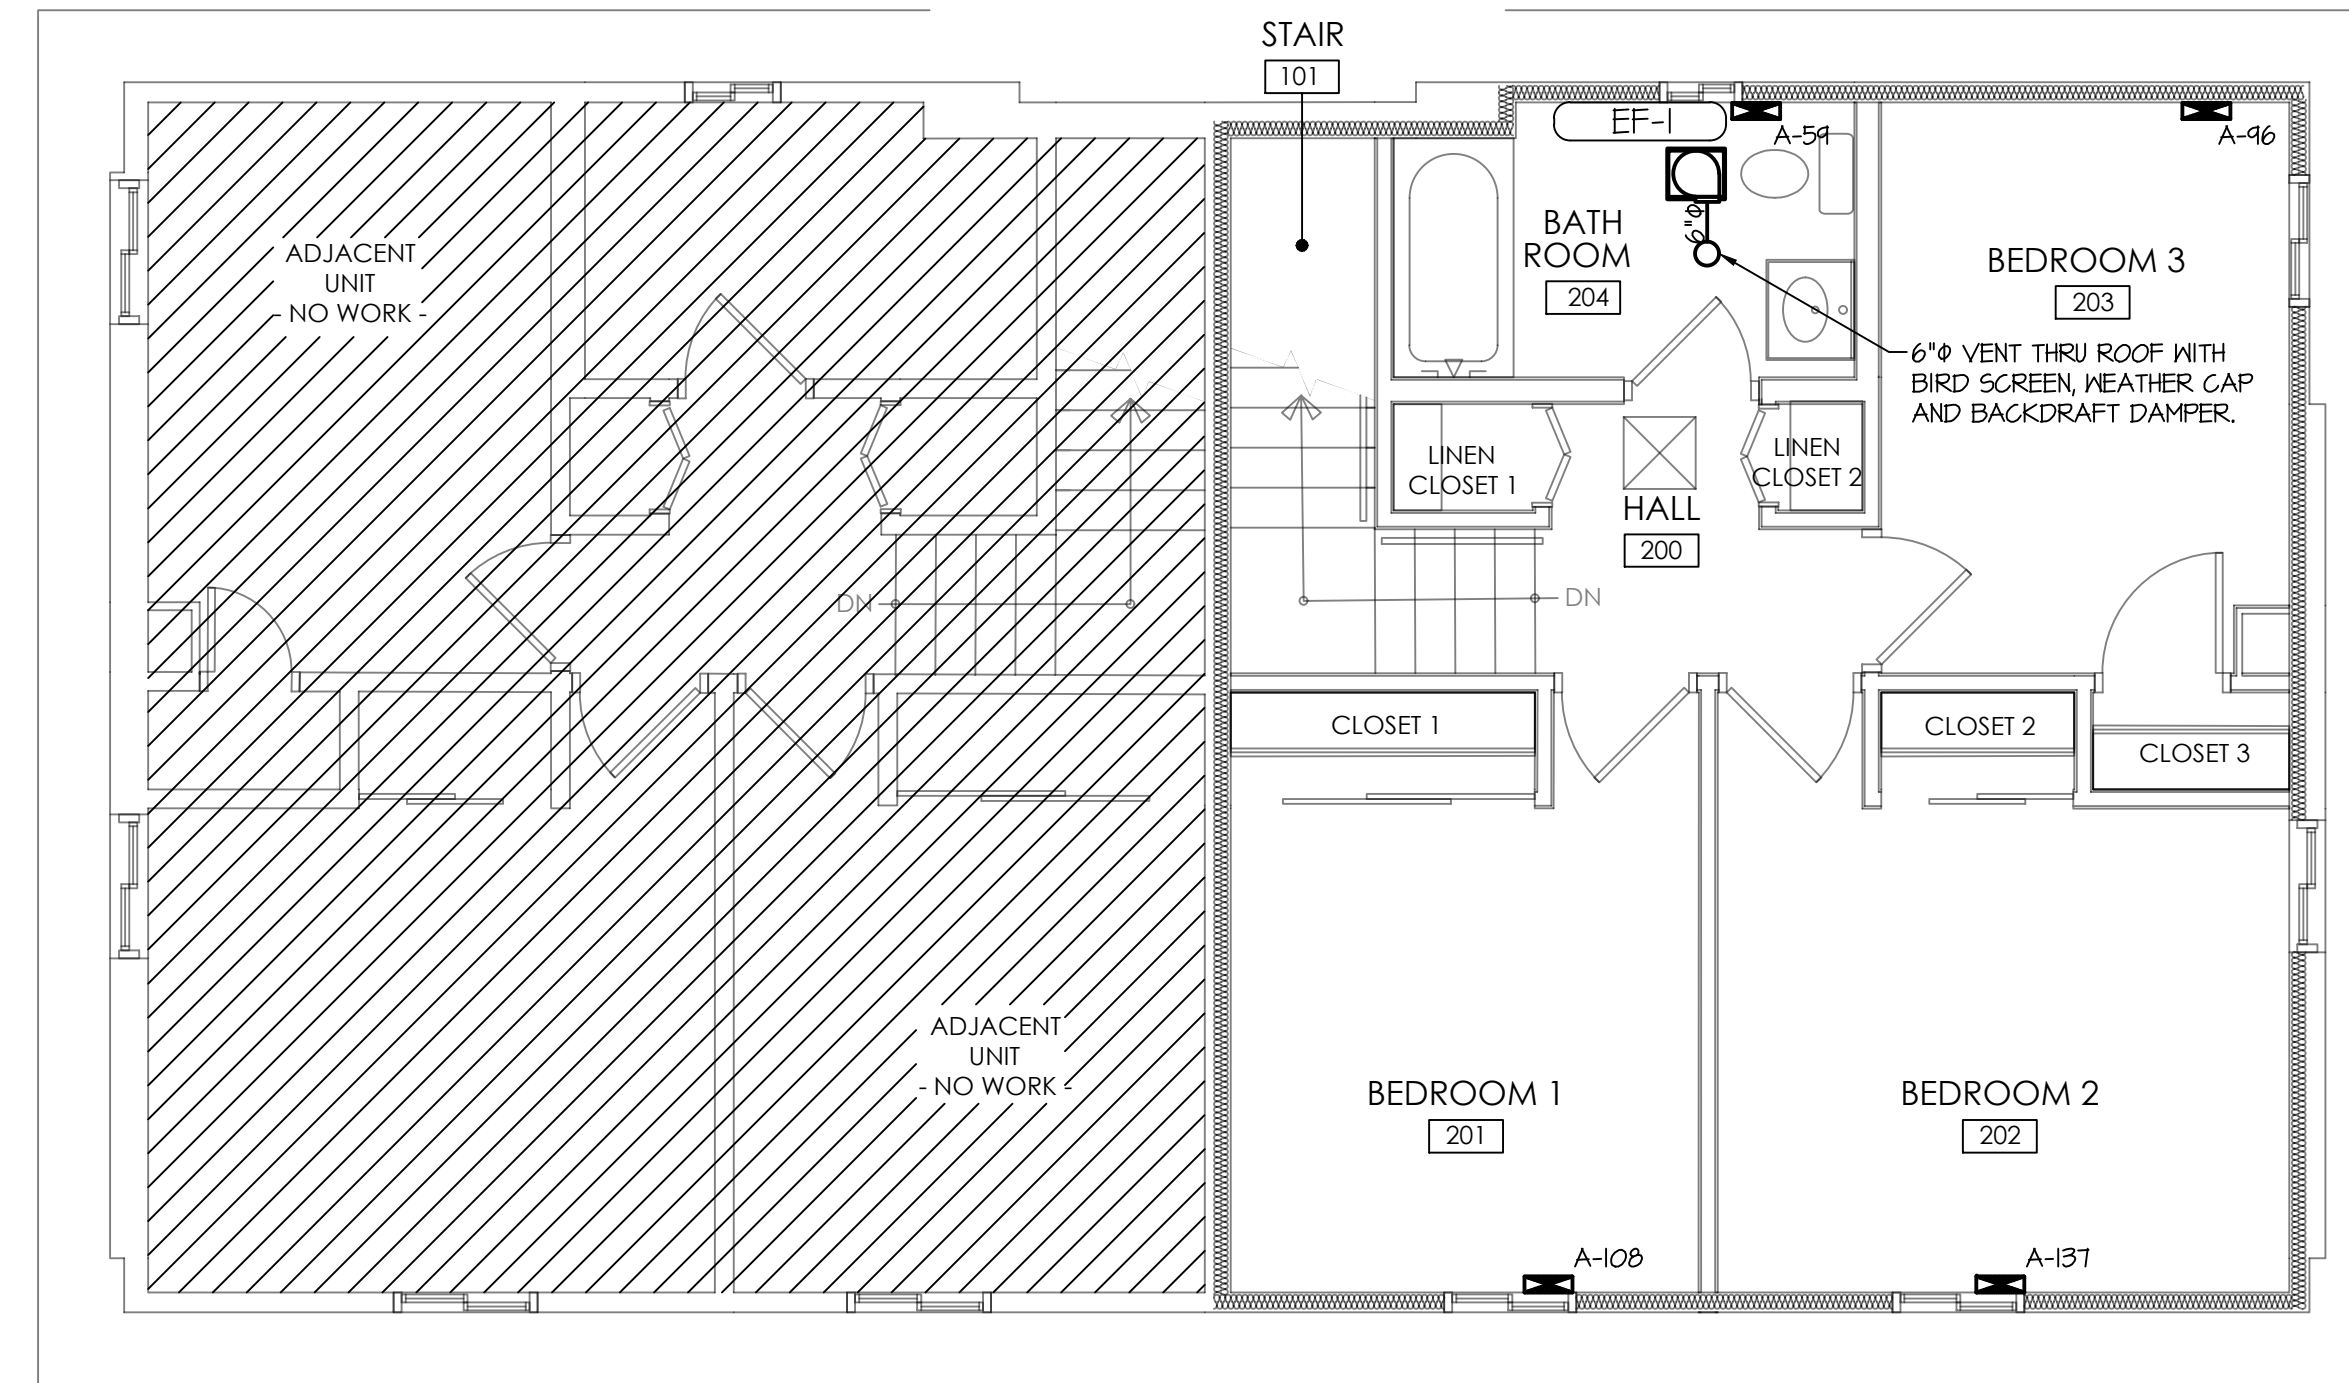 STAIR
101
EF-1
A-59
A-96
ADJACENT
UNIT
- NO WORK -
6"Φ
BATH
ROOM
204
BEDROOM 3
203
6"Φ VENT THRU ROOF WITH
BIRD SCREEN, WEATHER CAP
AND BACKDRAFT DAMPER.
LINEN
CLOSET 1
LINEN
CLOSET 2
HALL
200
DN
DN
CLOSET 1
CLOSET 2
CLOSET 3
ADJACENT
UNIT
- NO WORK -
BEDROOM 1
201
BEDROOM 2
202
A-108
A-137